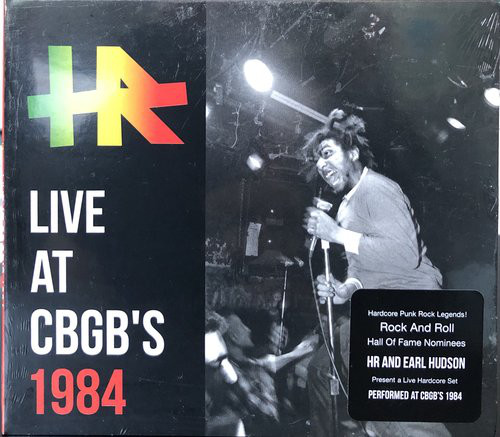 HR
LIVE
AT
CBGB'S
1984
Hardcore Punk Rock Legends!
Rock And Roll
Hall Of Fame Nominees
HR AND EARL HUDSON
Present a Live Hardcore Set
PERFORMED AT CBGB'S 1984